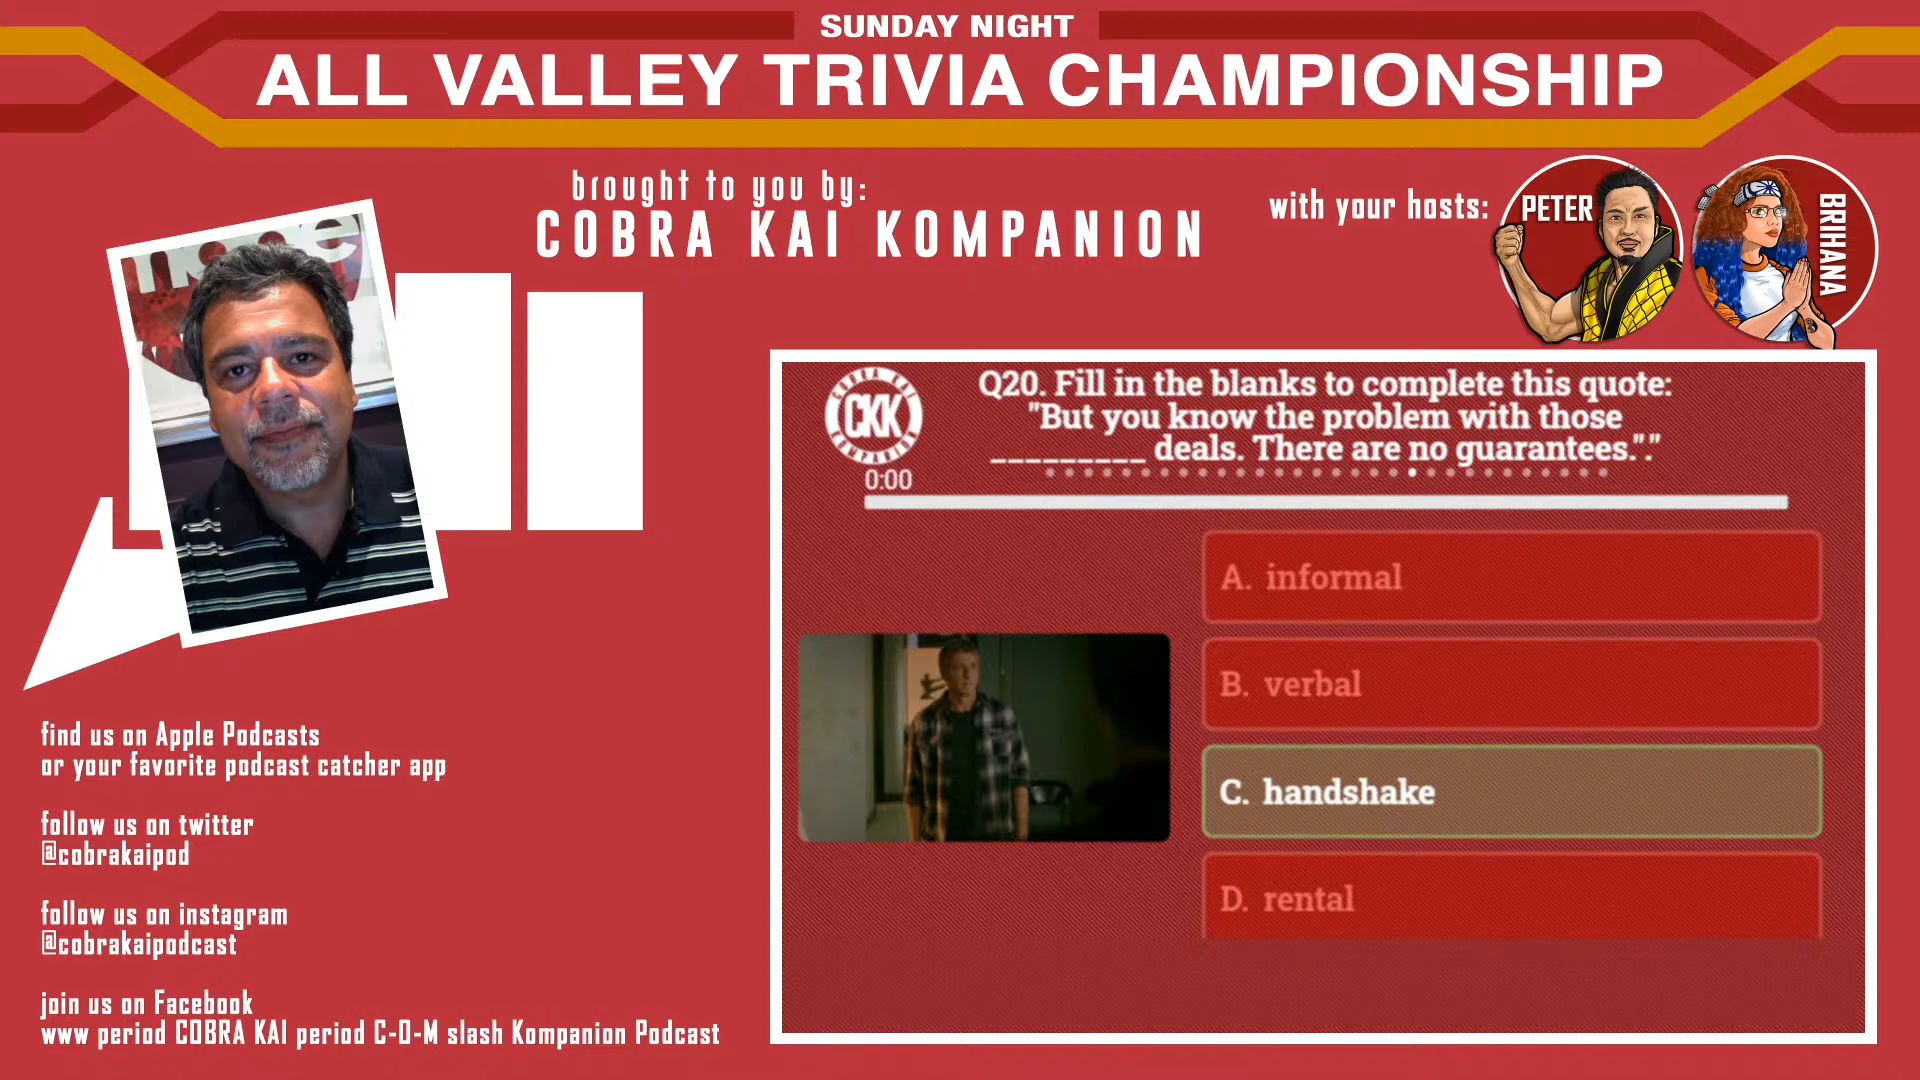 SUNDAY NIGHT
ALL VALLEY TRIVIA CHAMPIONSHIP
brought to you by:
COBRA KAI KOMPANION
with your hosts:
PETER
BRIHANA
COBRA KAI
CKK
KOMPANION
Q20. Fill in the blanks to complete this quote:
"But you know the problem with those
_________ deals. There are no guarantees."."
0:00
A. informal
B. verbal
C. handshake
D. rental
find us on Apple Podcasts
or your favorite podcast catcher app
follow us on twitter
@cobrakaipod
follow us on instagram
@cobrakaipodcast
join us on Facebook
www period COBRA KAI period C-O-M slash Kompanion Podcast